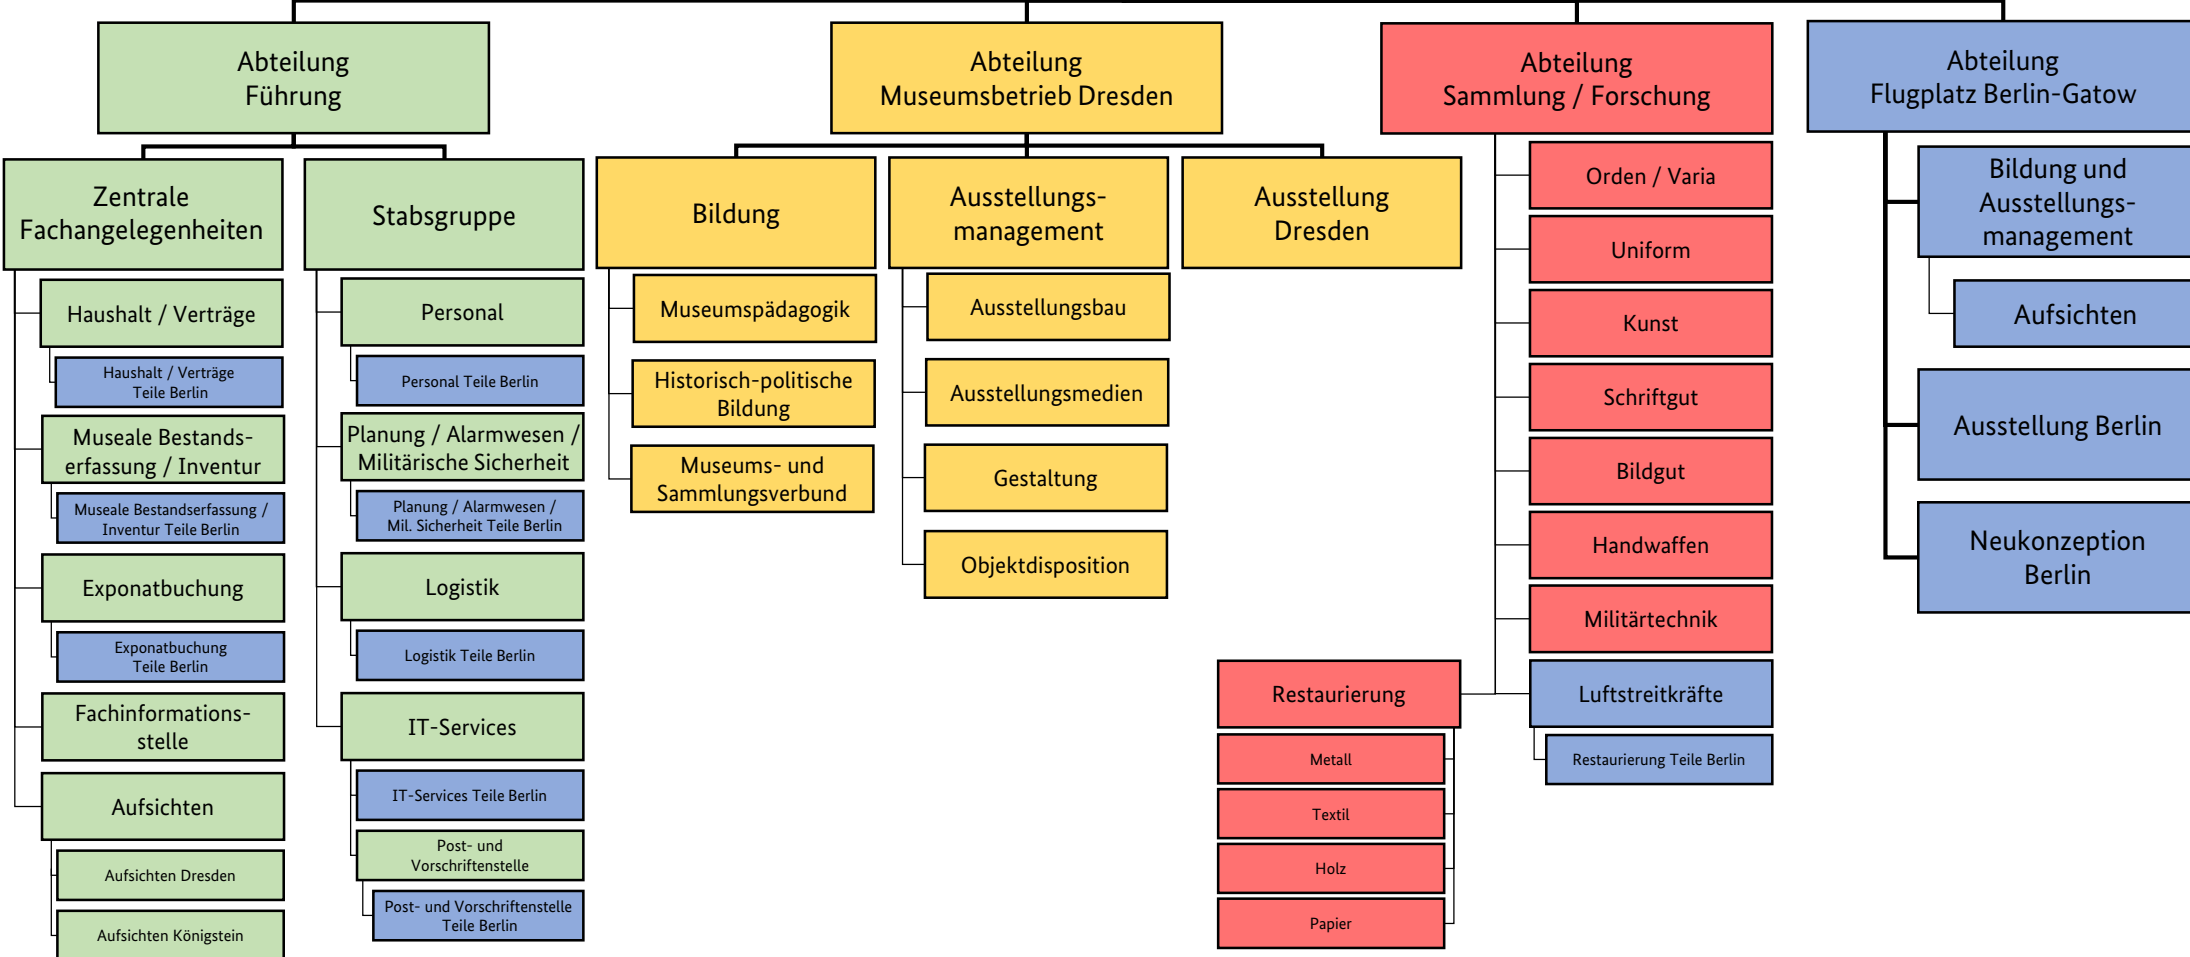 Abteilung
Führung
Zentrale
Fachangelegenheiten
Haushalt / Verträge
Haushalt / Verträge
Teile Berlin
Museale Bestands-
erfassung / Inventur
Museale Bestandserfassung /
Inventur Teile Berlin
Exponatbuchung
Exponatbuchung
Teile Berlin
Fachinformations-
stelle
Aufsichten
Aufsichten Dresden
Aufsichten Königstein
Stabsgruppe
Personal
Personal Teile Berlin
Planung / Alarmwesen /
Militärische Sicherheit
Planung / Alarmwesen /
Mil. Sicherheit Teile Berlin
Logistik
Logistik Teile Berlin
IT-Services
IT-Services Teile Berlin
Post- und
Vorschriftenstelle
Post- und Vorschriftenstelle
Teile Berlin
Abteilung
Museumsbetrieb Dresden
Bildung
Museumspädagogik
Historisch-politische
Bildung
Museums- und
Sammlungsverbund
Ausstellungs-
management
Ausstellungsbau
Ausstellungsmedien
Gestaltung
Objektdisposition
Ausstellung
Dresden
Abteilung
Sammlung / Forschung
Orden / Varia
Uniform
Kunst
Schriftgut
Bildgut
Handwaffen
Militärtechnik
Luftstreitkräfte
Restaurierung Teile Berlin
Restaurierung
Metall
Textil
Holz
Papier
Abteilung
Flugplatz Berlin-Gatow
Bildung und
Ausstellungs-
management
Aufsichten
Ausstellung Berlin
Neukonzeption
Berlin